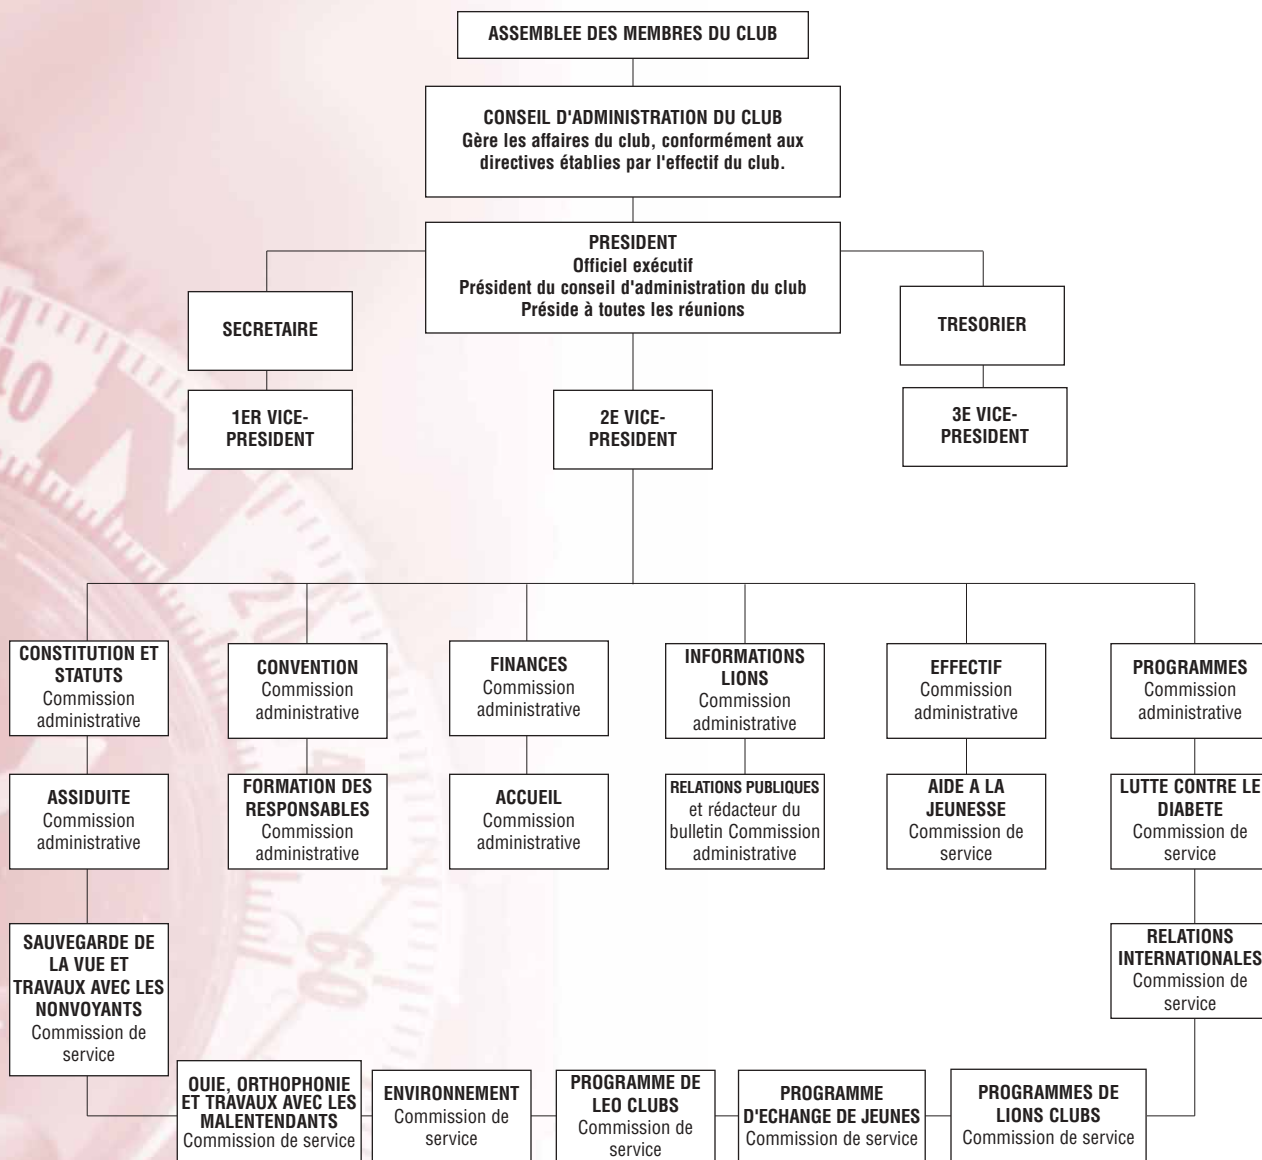 ASSEMBLEE DES MEMBRES DU CLUB
CONSEIL D'ADMINISTRATION DU CLUB
Gère les affaires du club, conformément aux
directives établies par l'effectif du club.
PRESIDENT
Officiel exécutif
Président du conseil d'administration du club
Préside à toutes les réunions
SECRETAIRE
TRESORIER
1ER VICE-
PRESIDENT
2E VICE-
PRESIDENT
3E VICE-
PRESIDENT
CONSTITUTION ET
STATUTS
Commission
administrative
CONVENTION
Commission
administrative
FINANCES
Commission
administrative
INFORMATIONS
LIONS
Commission
administrative
EFFECTIF
Commission
administrative
PROGRAMMES
Commission
administrative
ASSIDUITE
Commission
administrative
FORMATION DES
RESPONSABLES
Commission
administrative
ACCUEIL
Commission
administrative
RELATIONS PUBLIQUES
et rédacteur du
bulletin Commission
administrative
AIDE A LA
JEUNESSE
Commission de
service
LUTTE CONTRE LE
DIABETE
Commission de
service
SAUVEGARDE DE
LA VUE ET
TRAVAUX AVEC LES
NONVOYANTS
Commission de
service
RELATIONS
INTERNATIONALES
Commission de
service
OUIE, ORTHOPHONIE
ET TRAVAUX AVEC LES
MALENTENDANTS
Commission de service
ENVIRONNEMENT
Commission de
service
PROGRAMME DE
LEO CLUBS
Commission de
service
PROGRAMME
D'ECHANGE DE JEUNES
Commission de service
PROGRAMMES DE
LIONS CLUBS
Commission de service
40
N
20
40
60